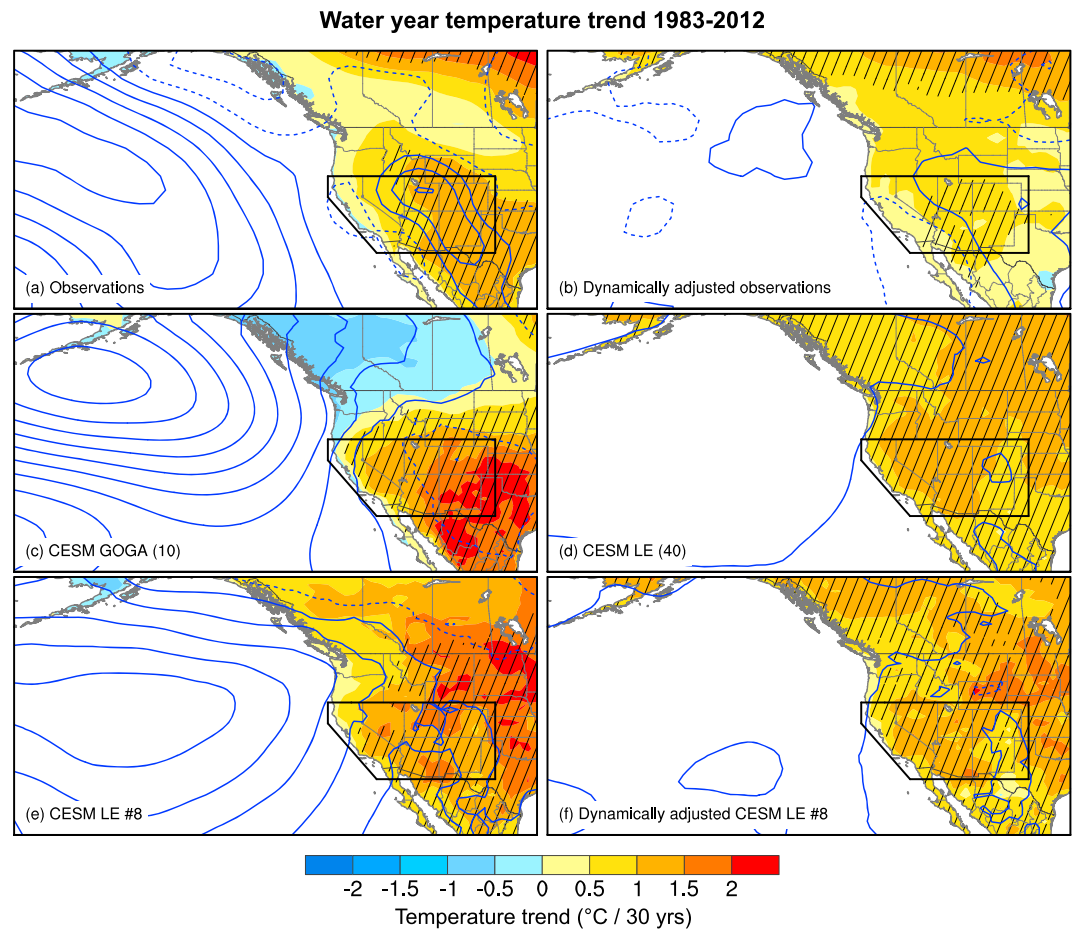 Water year temperature trend 1983-2012
(a) Observations
(b) Dynamically adjusted observations
(c) CESM GOGA (10)
(d) CESM LE (40)
(e) CESM LE #8
(f) Dynamically adjusted CESM LE #8
-2 -1.5 -1 -0.5 0 0.5 1 1.5 2
Temperature trend (°C / 30 yrs)